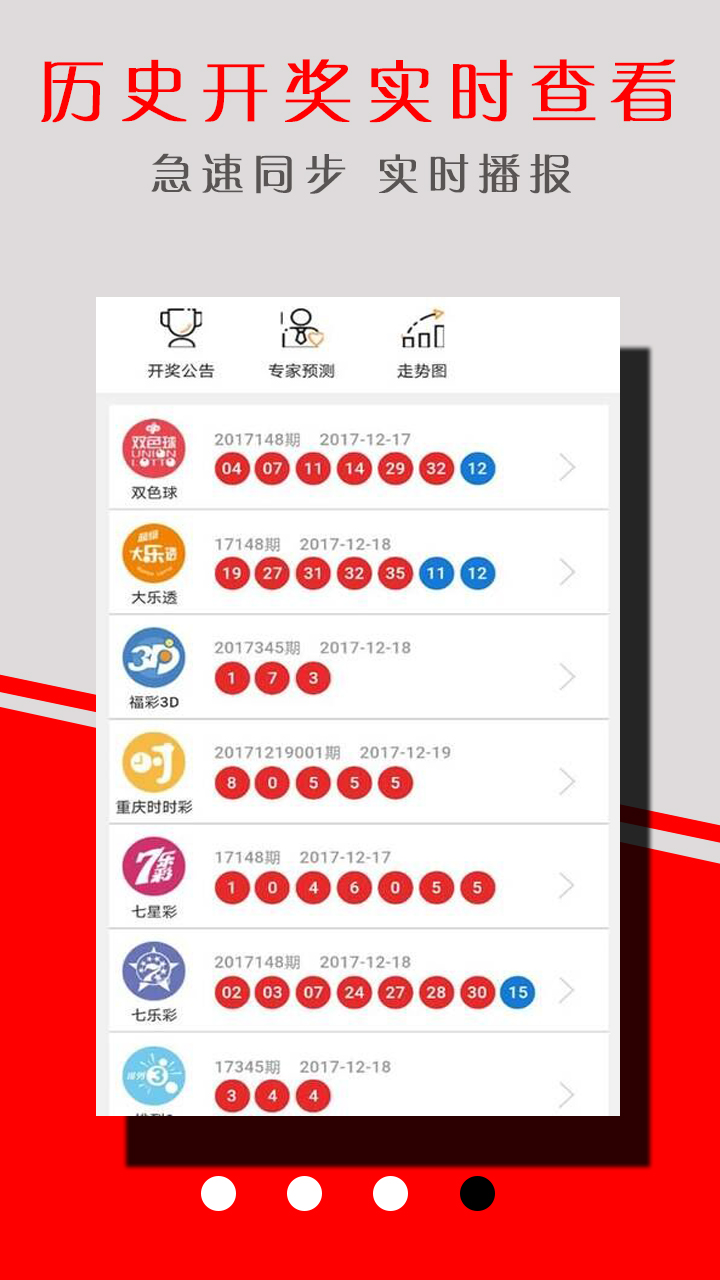 历史开奖实时查看
急速同步 实时播报
开奖公告 专家预测 走势图
双色球
UNION
LOTTO
2017148期 2017-12-17
04 07 11 14 29 32 12
双色球
超级
大乐透
17148期 2017-12-18
19 27 31 32 35 11 12
大乐透
3D
2017345期 2017-12-18
1 7 3
福彩3D
时
20171219001期 2017-12-19
8 0 5 5 5
重庆时时彩
7乐彩
17148期 2017-12-17
1 0 4 6 0 5 5
七星彩
7
2017148期 2017-12-18
02 03 07 24 27 28 30 15
七乐彩
排列3
17345期 2017-12-18
3 4 4